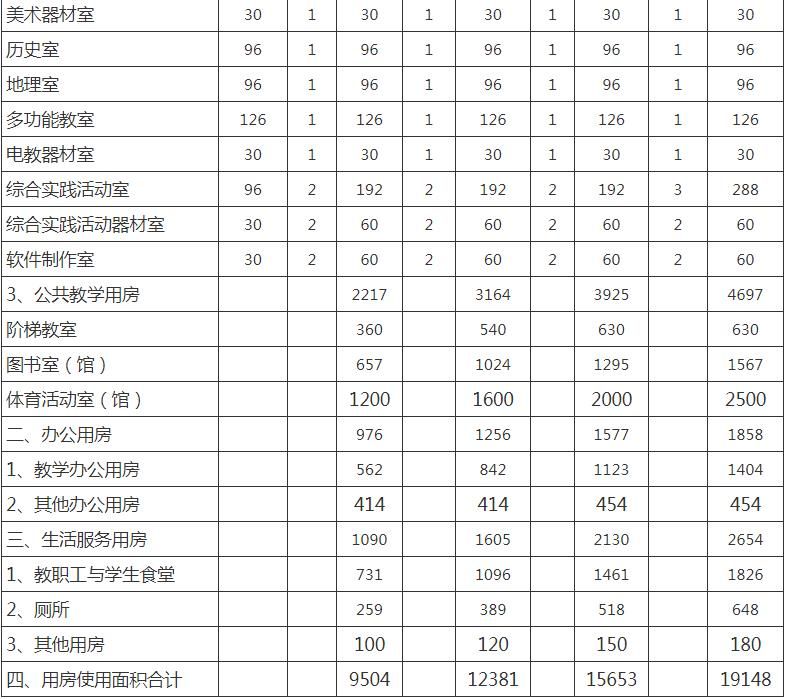 美术器材室 30 1 30 1 30 1 30 1 30
历史室 96 1 96 1 96 1 96 1 96
地理室 96 1 96 1 96 1 96 1 96
多功能教室 126 1 126 1 126 1 126 1 126
电教器材室 30 1 30 1 30 1 30 1 30
综合实践活动室 96 2 192 2 192 2 192 3 288
综合实践活动器材室 30 2 60 2 60 2 60 2 60
软件制作室 30 2 60 2 60 2 60 2 60
3、公共教学用房 2217 3164 3925 4697
阶梯教室 360 540 630 630
图书室（馆） 657 1024 1295 1567
体育活动室（馆） 1200 1600 2000 2500
二、办公用房 976 1256 1577 1858
1、教学办公用房 562 842 1123 1404
2、其他办公用房 414 414 454 454
三、生活服务用房 1090 1605 2130 2654
1、教职工与学生食堂 731 1096 1461 1826
2、厕所 259 389 518 648
3、其他用房 100 120 150 180
四、用房使用面积合计 9504 12381 15653 19148